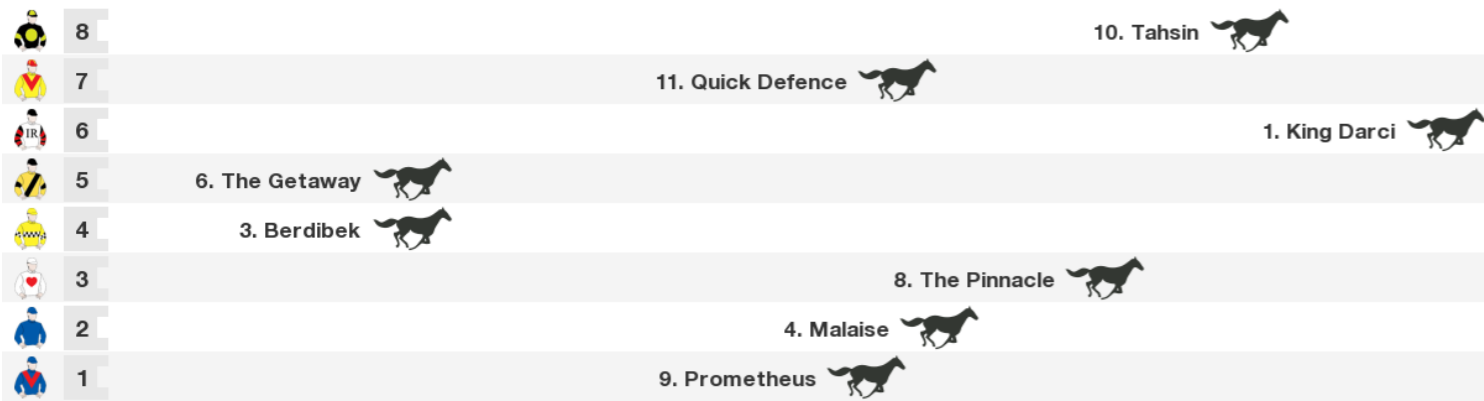 8 10. Tahsin
7 11. Quick Defence
IR 6 1. King Darci
5 6. The Getaway
4 3. Berdibek
3 8. The Pinnacle
2 4. Malaise
1 9. Prometheus